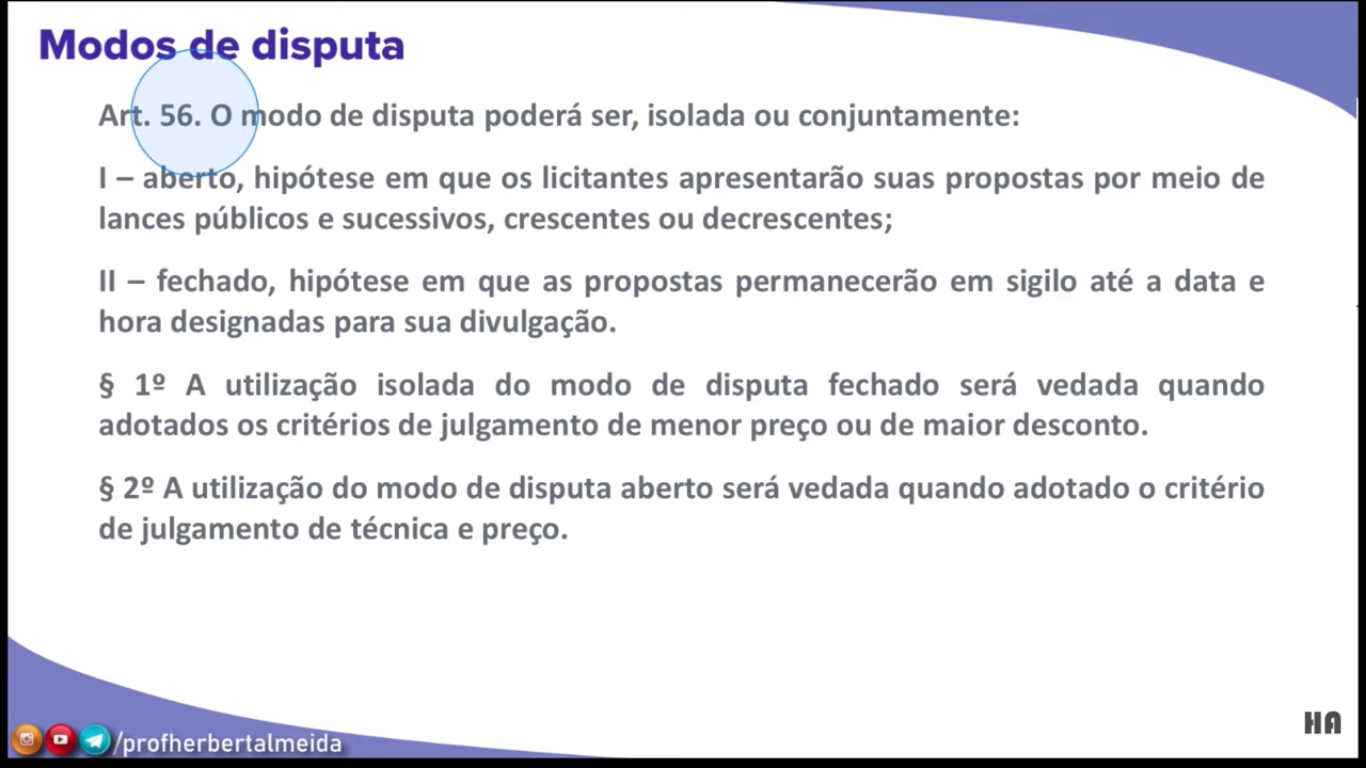 Modos de disputa
Art. 56. O modo de disputa poderá ser, isolada ou conjuntamente:
I – aberto, hipótese em que os licitantes apresentarão suas propostas por meio de
lances públicos e sucessivos, crescentes ou decrescentes;
II – fechado, hipótese em que as propostas permanecerão em sigilo até a data e
hora designadas para sua divulgação.
§ 1º A utilização isolada do modo de disputa fechado será vedada quando
adotados os critérios de julgamento de menor preço ou de maior desconto.
§ 2º A utilização do modo de disputa aberto será vedada quando adotado o critério
de julgamento de técnica e preço.
/profherbertalmeida
HA